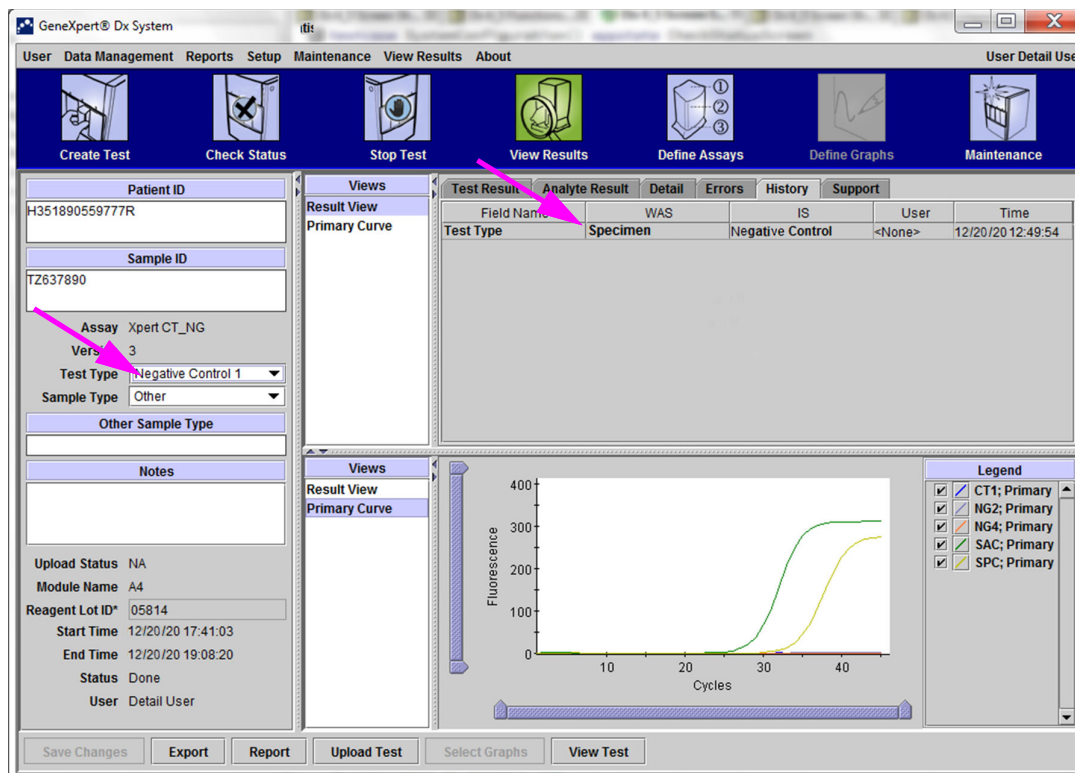 GeneXpert® Dx System
User Data Management Reports Setup Maintenance View Results About User Detail Use
Create Test Check Status Stop Test View Results Define Assays Define Graphs Maintenance
Patient ID
H351890559777R
Sample ID
TZ637890
Assay Xpert CT_NG
Versi 3
Test Type Negative Control 1
Sample Type Other
Other Sample Type
Notes
Upload Status NA
Module Name A4
Reagent Lot ID* 05814
Start Time 12/20/20 17:41:03
End Time 12/20/20 19:08:20
Status Done
User Detail User
Views
Result View
Primary Curve
Test Result Analyte Result Detail Errors History Support
Field Name WAS IS User Time
Test Type Specimen Negative Control <None> 12/20/20 12:49:54
Views
Result View
Primary Curve
400
300
200
100
0
Fluorescence
10 20 30 40
Cycles
Legend
CT1; Primary
NG2; Primary
NG4; Primary
SAC; Primary
SPC; Primary
Save Changes Export Report Upload Test Select Graphs View Test